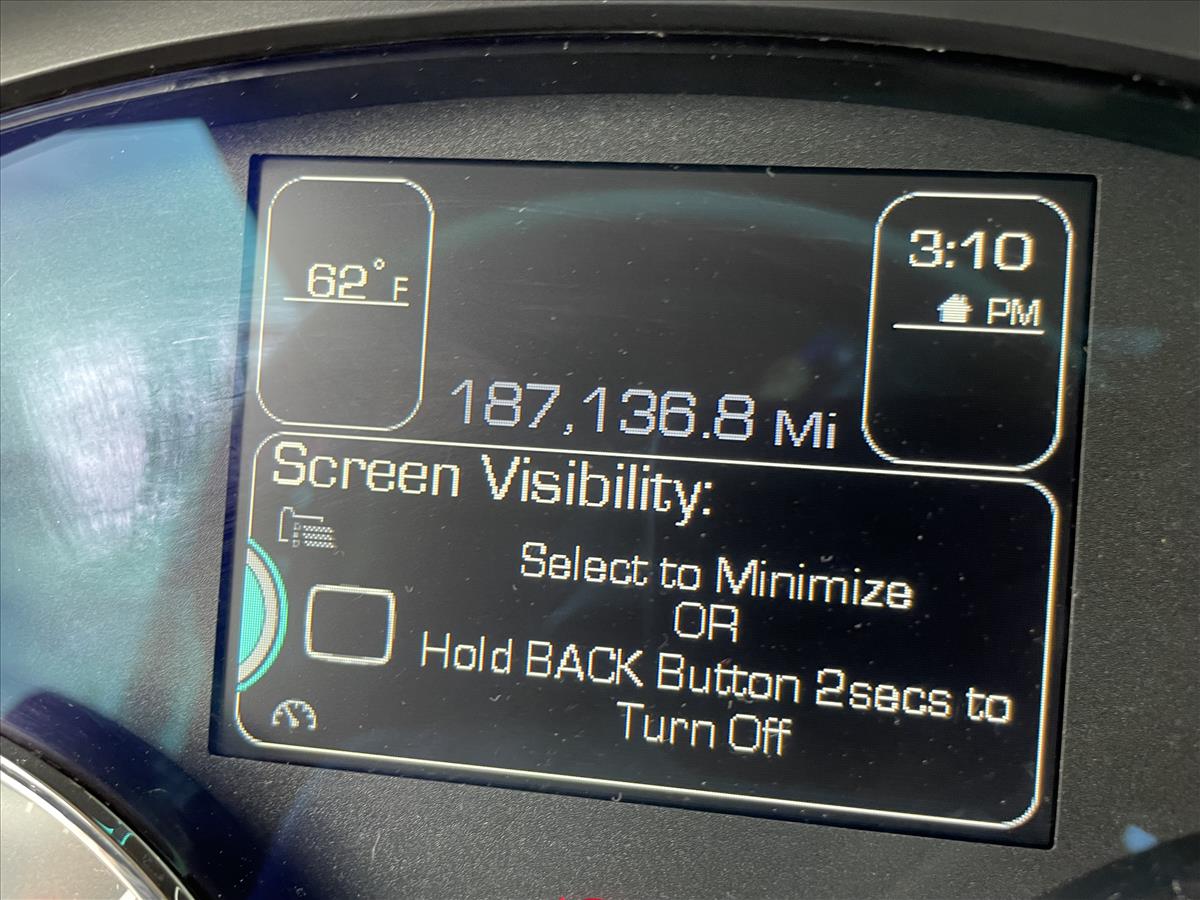 62° F
3:10
PM
187,136.8 Mi
Screen Visibility:
Select to Minimize
OR
Hold BACK Button 2secs to
Turn Off